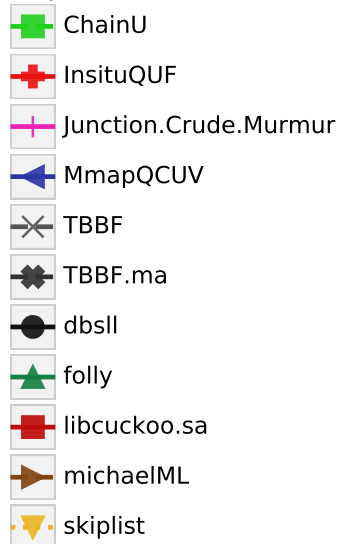 ChainU
InsituQUF
Junction.Crude.Murmur
MmapQCUV
TBBF
TBBF.ma
dbsll
folly
libcuckoo.sa
michaelML
skiplist